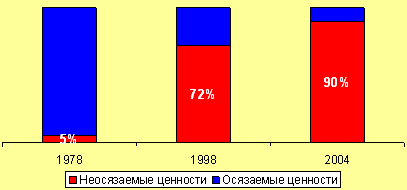 90%
72%
5%
1978 1998 2004
Неосязаемые ценности Осязаемые ценности